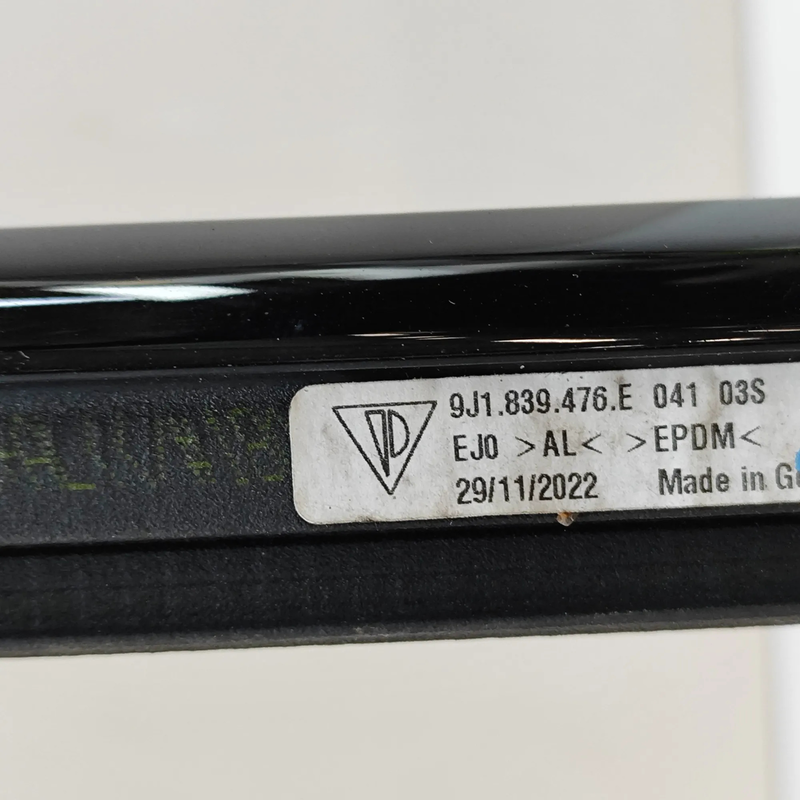 9J1.839.476.E 041 03S
EJ0 >AL< >EPDM<
29/11/2022 Made in